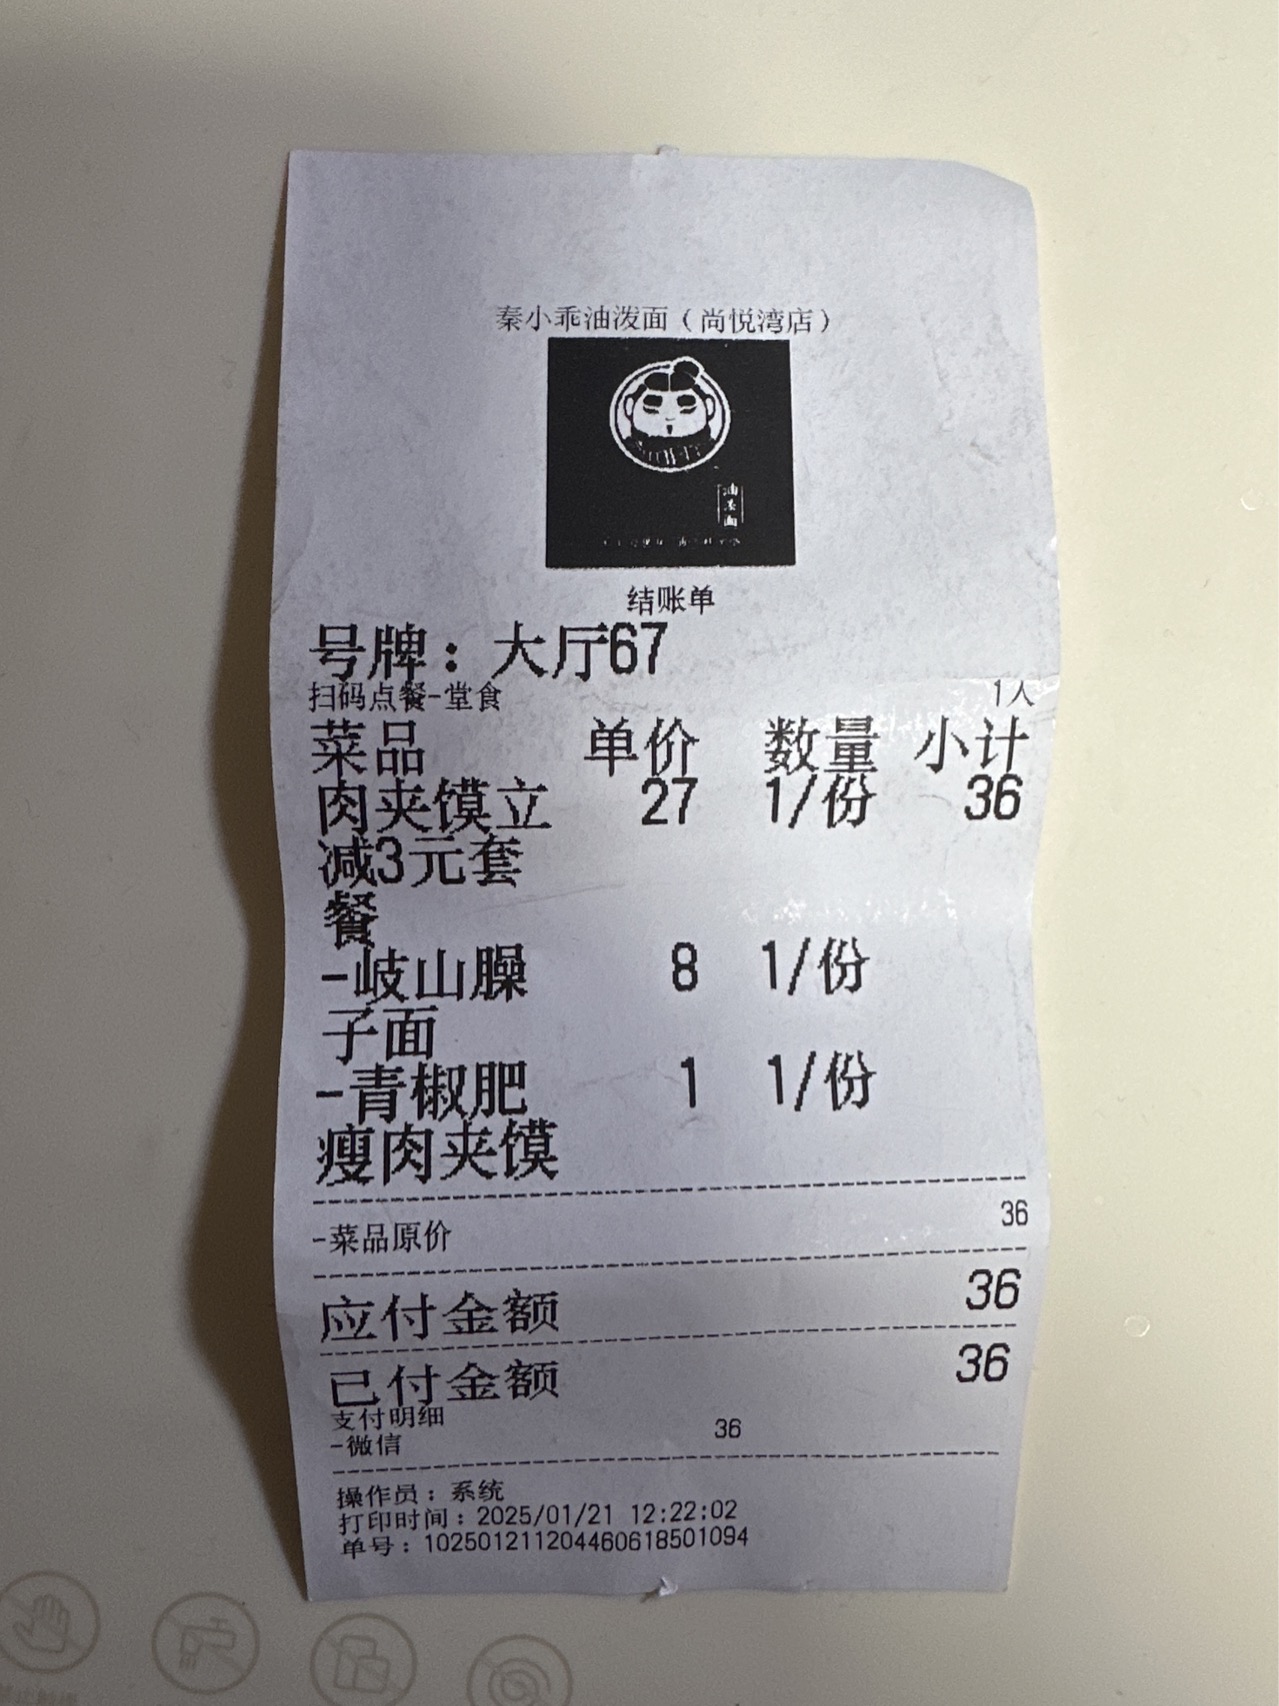 秦小乖油泼面（尚悦湾店）
结账单
号牌：大厅67
扫码点餐-堂食 1人
菜品 单价 数量 小计
肉夹馍立 27 1/份 36
减3元套
餐
-岐山臊 8 1/份
子面
-青椒肥 1 1/份
瘦肉夹馍
-菜品原价 36
应付金额 36
已付金额 36
支付明细
-微信 36
操作员：系统
打印时间：2025/01/21 12:22:02
单号：10250121120446061850​1094